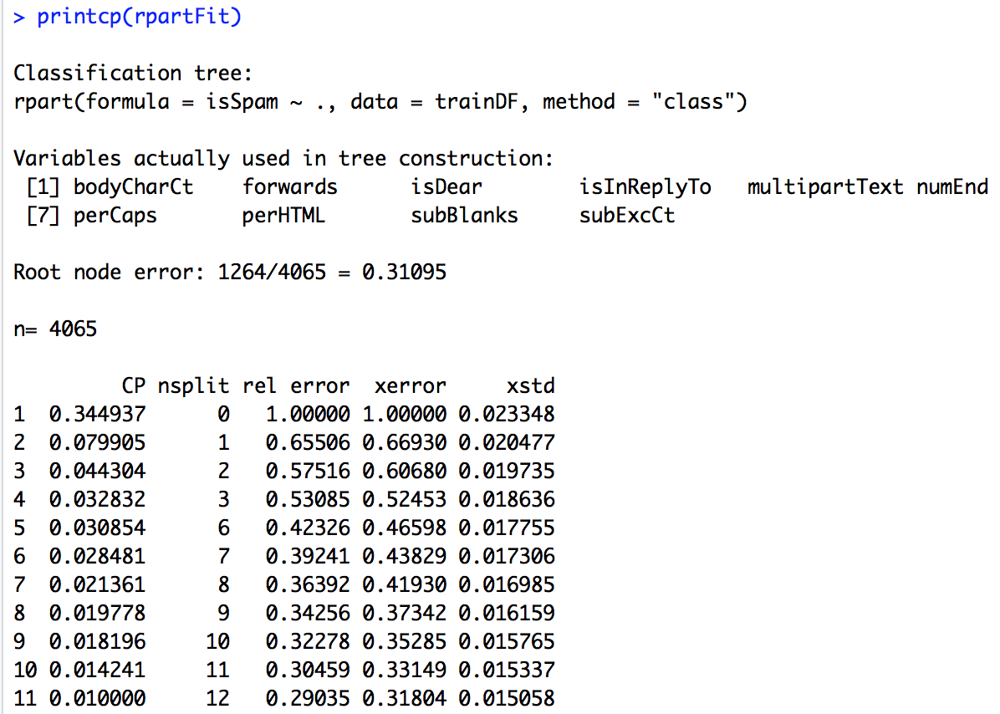 > printcp(rpartFit)
Classification tree:
rpart(formula = isSpam ~ ., data = trainDF, method = "class")
Variables actually used in tree construction:
[1] bodyCharCt    forwards      isDear        isInReplyTo   multipartText numEnd
[7] perCaps       perHTML       subBlanks     subExcCt
Root node error: 1264/4065 = 0.31095
n= 4065
CP nsplit rel error  xerror     xstd
1  0.344937      0   1.00000 1.00000 0.023348
2  0.079905      1   0.65506 0.66930 0.020477
3  0.044304      2   0.57516 0.60680 0.019735
4  0.032832      3   0.53085 0.52453 0.018636
5  0.030854      6   0.42326 0.46598 0.017755
6  0.028481      7   0.39241 0.43829 0.017306
7  0.021361      8   0.36392 0.41930 0.016985
8  0.019778      9   0.34256 0.37342 0.016159
9  0.018196     10   0.32278 0.35285 0.015765
10 0.014241     11   0.30459 0.33149 0.015337
11 0.010000     12   0.29035 0.31804 0.015058